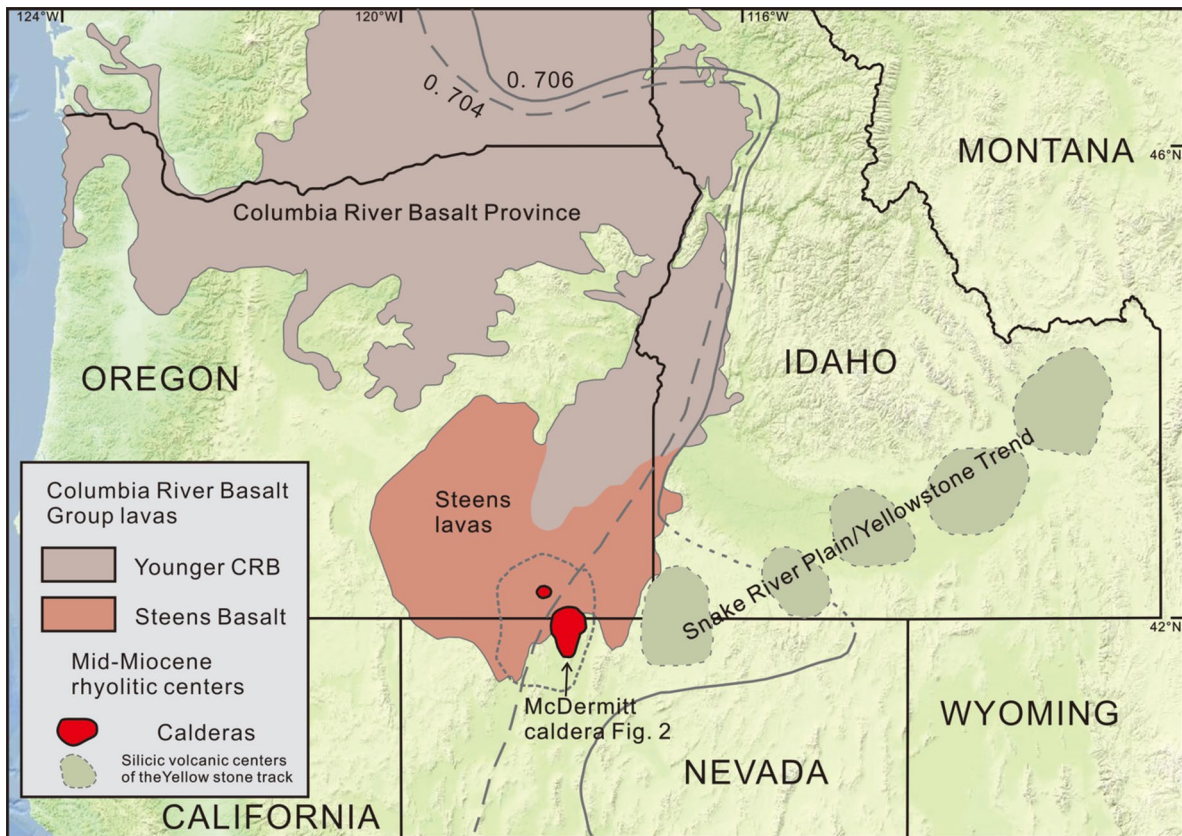 124°W
120°W
116°W
0. 706
0. 704
MONTANA
46°N
Columbia River Basalt Province
OREGON
IDAHO
Steens
lavas
Snake River Plain/Yellowstone Trend
42°N
McDermitt
caldera Fig. 2
WYOMING
NEVADA
CALIFORNIA
Columbia River Basalt
Group lavas
Younger CRB
Steens Basalt
Mid-Miocene
rhyolitic centers
Calderas
Silicic volcanic centers
of the Yellow stone track